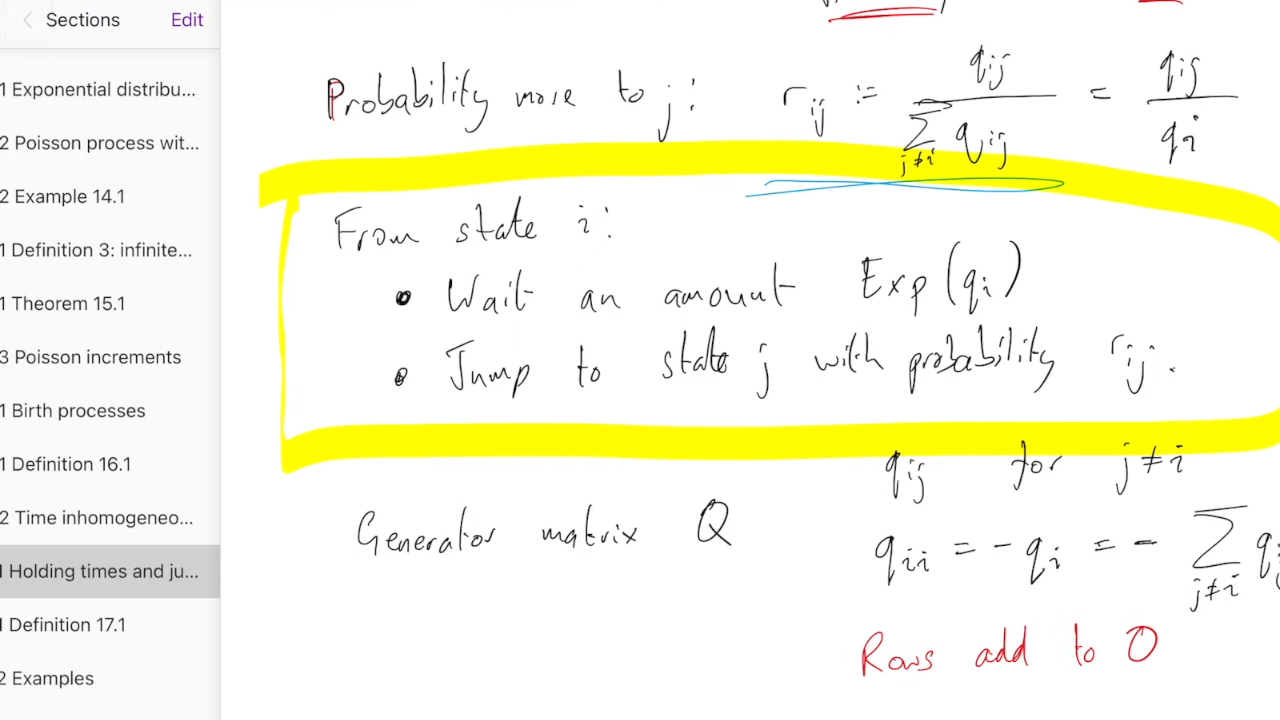 Sections
Edit
1 Exponential distribu...
2 Poisson process wit...
2 Example 14.1
1 Definition 3: infinite...
1 Theorem 15.1
3 Poisson increments
1 Birth processes
1 Definition 16.1
2 Time inhomogeneo...
1 Holding times and ju...
1 Definition 17.1
2 Examples
Probability move to j: r_ij := q_ij / ∑_{j≠i} q_ij = q_ij / q_i
From state i:
• Wait an amount Exp(q_i)
• Jump to state j with probability r_ij.
q_ij for j≠i
Generator matrix Q
q_ii = -q_i = - ∑_{j≠i} q_i
Rows add to 0